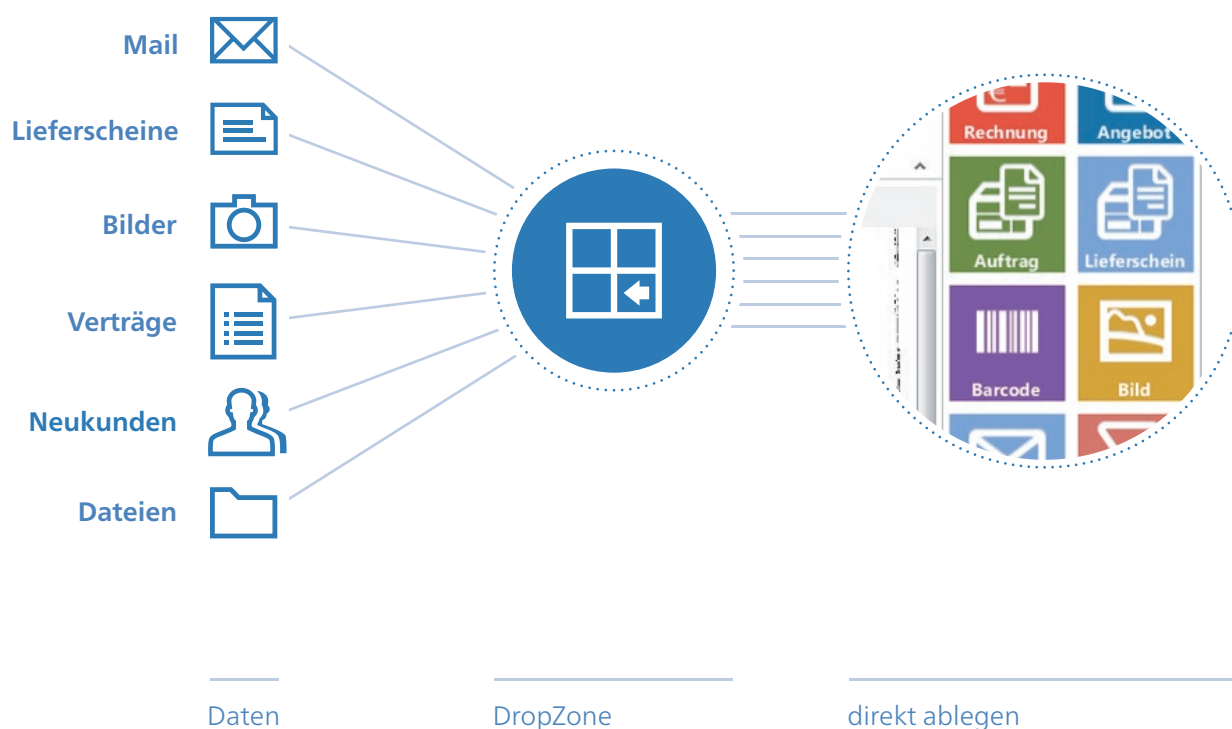 Mail
Lieferscheine
Bilder
Verträge
Neukunden
Dateien
Rechnung Angebot
Auftrag Lieferschein
Barcode Bild
Daten DropZone direkt ablegen